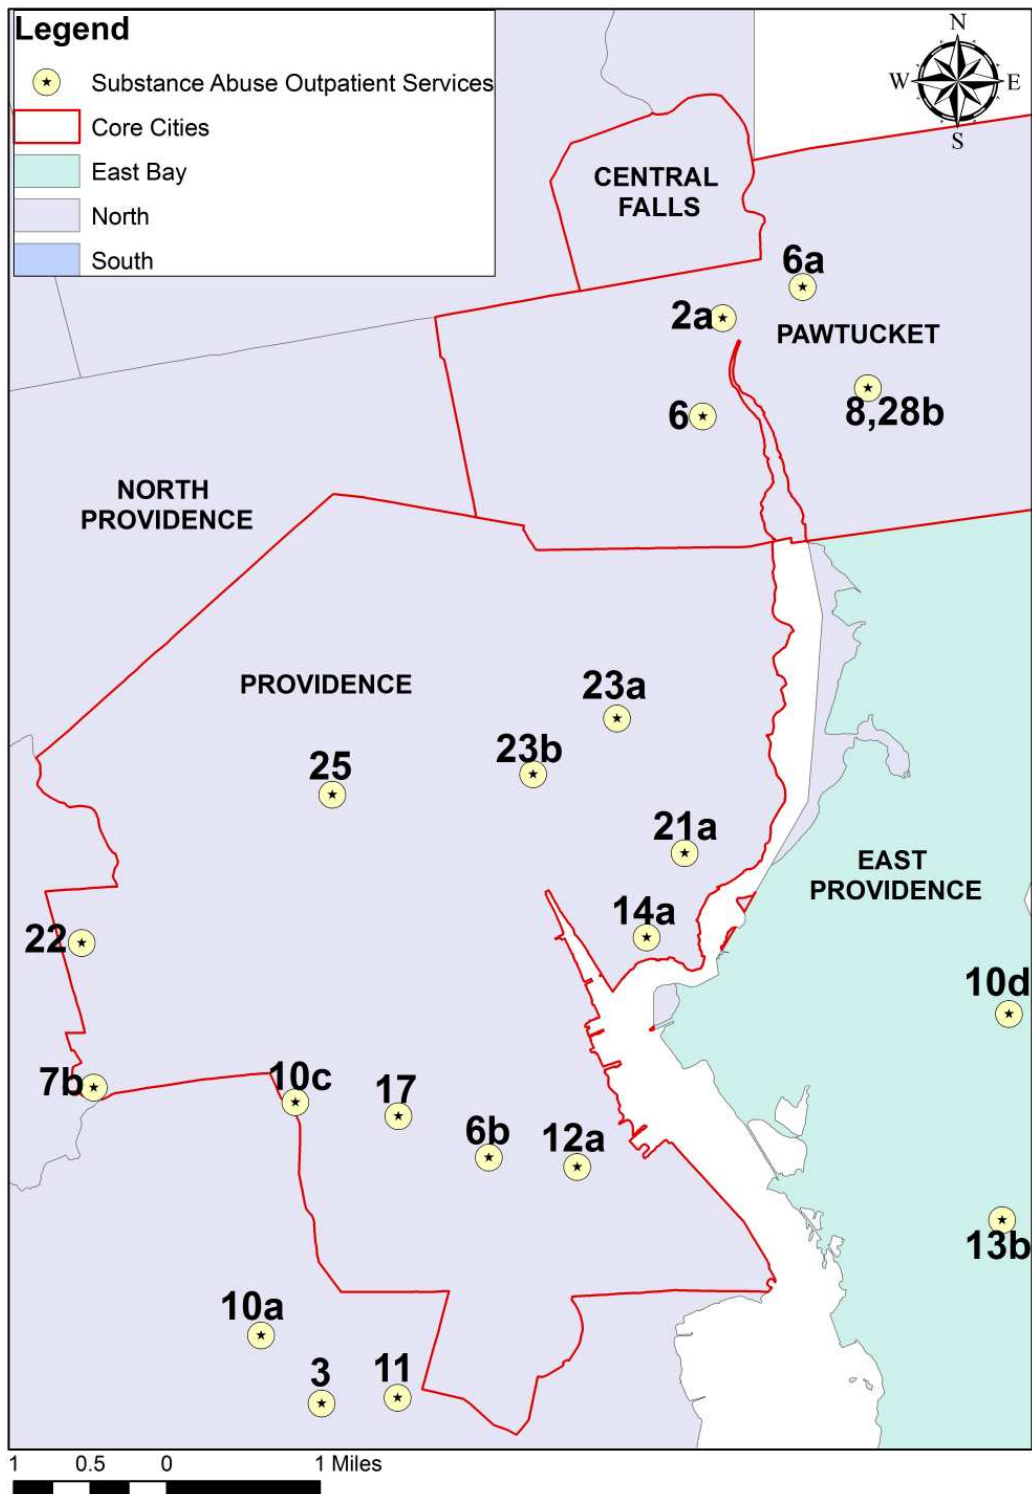 Legend
Substance Abuse Outpatient Services
Core Cities
East Bay
North
South
N
W E
S
CENTRAL
FALLS
6a
2a
PAWTUCKET
6
8,28b
NORTH
PROVIDENCE
PROVIDENCE
23a
23b
25
21a
EAST
PROVIDENCE
14a
22
10d
7b
10c
17
6b
12a
13b
10a
3
11
1 0.5 0 1 Miles